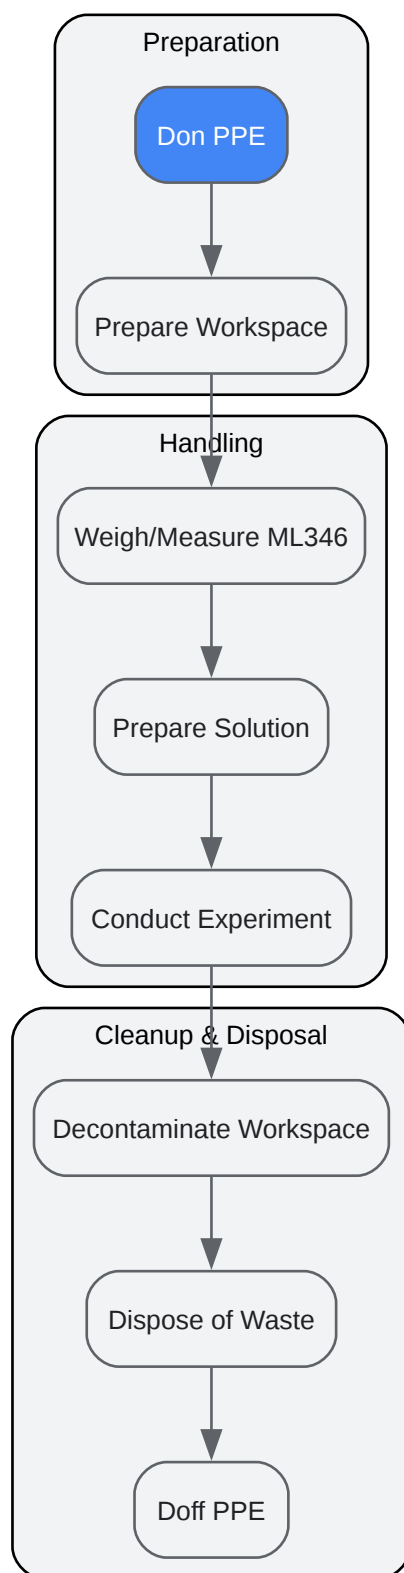 Preparation
Don PPE
Prepare Workspace
Handling
Weigh/Measure ML346
Prepare Solution
Conduct Experiment
Cleanup & Disposal
Decontaminate Workspace
Dispose of Waste
Doff PPE